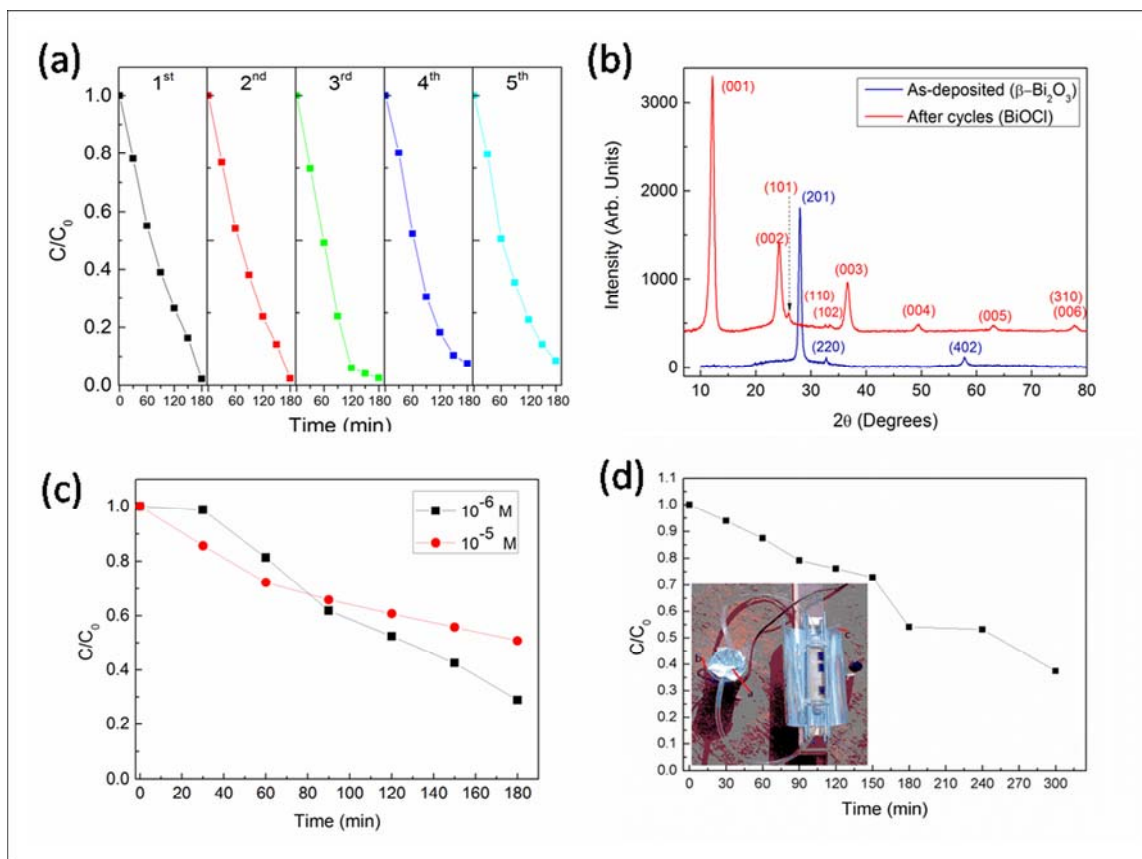 (a)
1st 2nd 3rd 4th 5th
1.0
0.8
0.6
0.4
0.2
0.0
C/C0
0 60 120 180 60 120 180 60 120 180 60 120 180 60 120 180
Time (min)
(b)
As-deposited (β–Bi2O3)
After cycles (BiOCl)
3000
2000
1000
0
Intensity (Arb. Units)
(001)
(101)
(201)
(002)
(003)
(110)
(102)
(004)
(005)
(310)
(006)
(220)
(402)
10 20 30 40 50 60 70 80
2θ (Degrees)
(c)
10-6 M
10-5 M
1.0
0.8
0.6
0.4
0.2
0.0
C/C0
0 20 40 60 80 100 120 140 160 180
Time (min)
(d)
1.1
1.0
0.9
0.8
0.7
0.6
0.5
0.4
0.3
0.2
0.1
0.0
C/C0
b
a
c
0 30 60 90 120 150 180 210 240 270 300
Time (min)